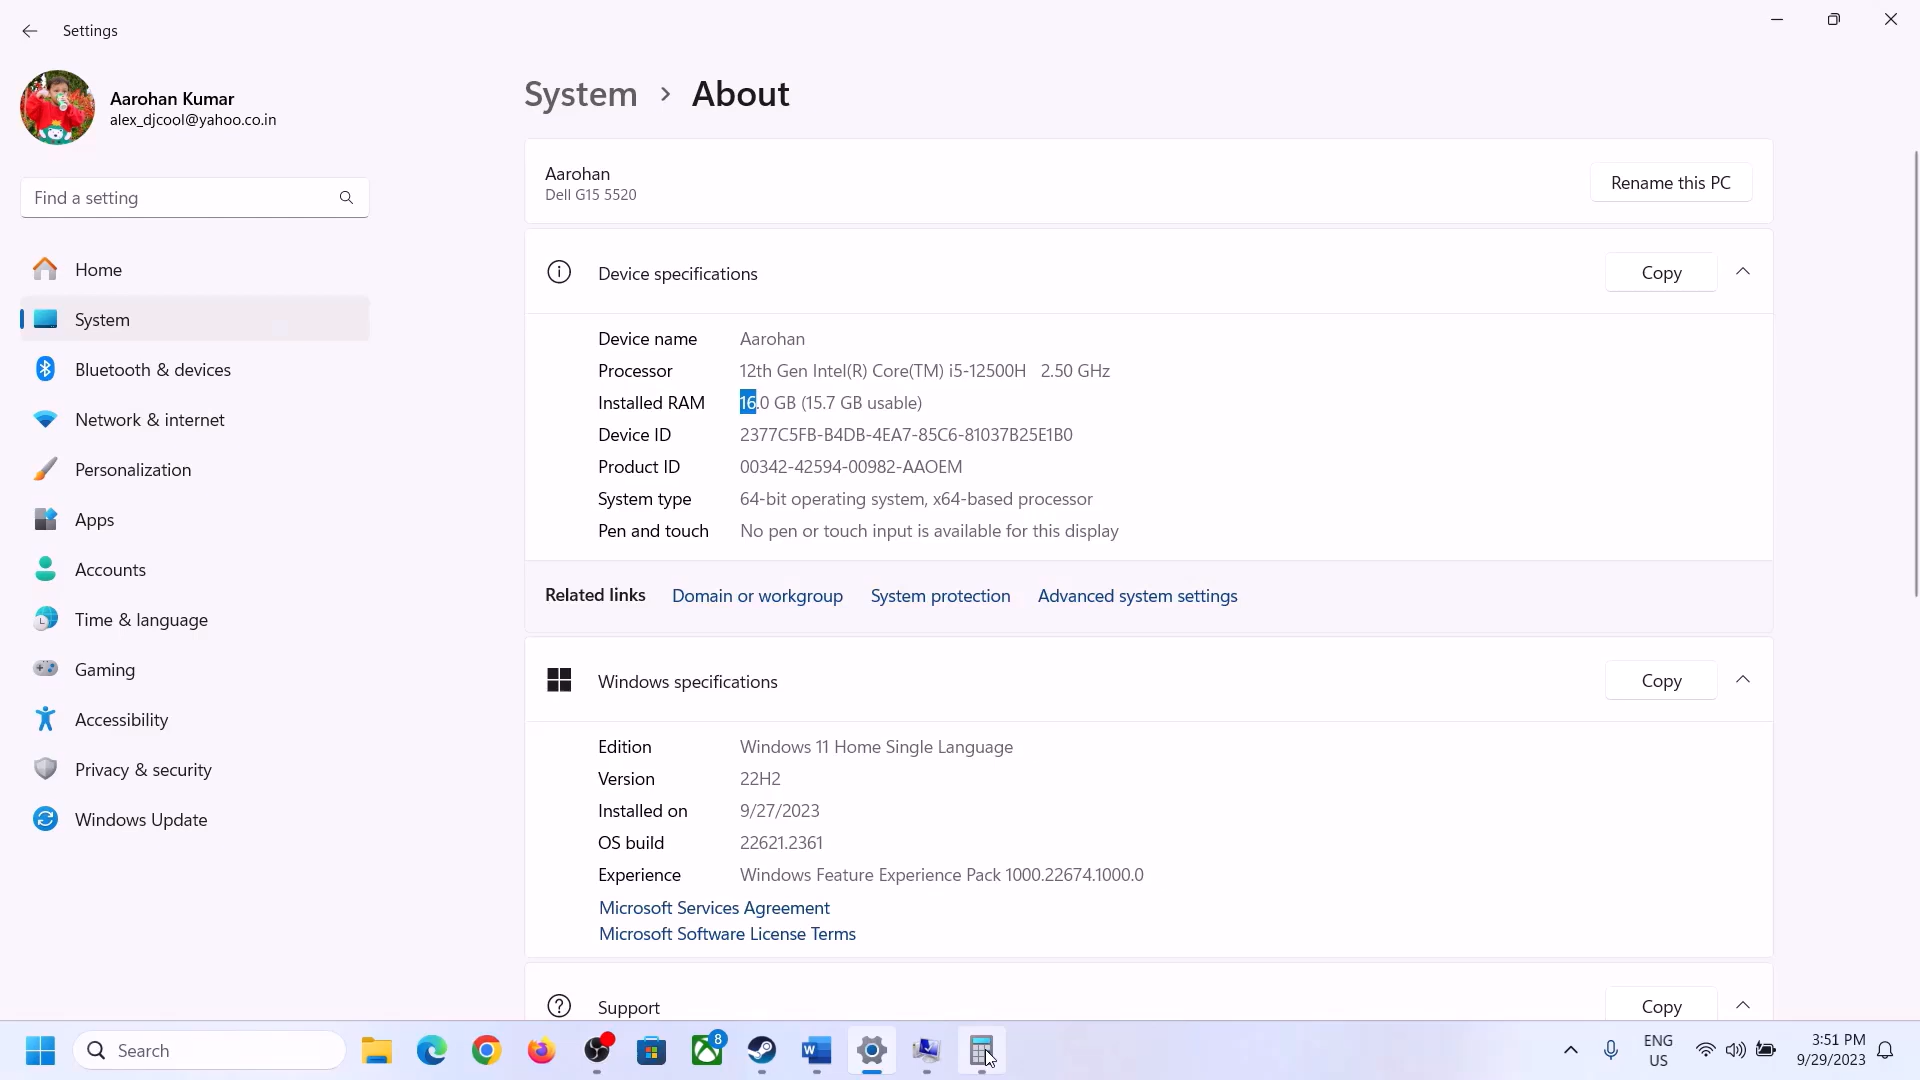 Settings
Aarohan Kumar
alex_djcool@yahoo.co.in
Find a setting
Home
System
Bluetooth & devices
Network & internet
Personalization
Apps
Accounts
Time & language
Gaming
Accessibility
Privacy & security
Windows Update
System > About
Aarohan
Dell G15 5520
Rename this PC
Device specifications
Copy
Device name Aarohan
Processor 12th Gen Intel(R) Core(TM) i5-12500H 2.50 GHz
Installed RAM 16.0 GB (15.7 GB usable)
Device ID 2377C5FB-B4DB-4EA7-85C6-81037B25E1B0
Product ID 00342-42594-00982-AAOEM
System type 64-bit operating system, x64-based processor
Pen and touch No pen or touch input is available for this display
Related links Domain or workgroup System protection Advanced system settings
Windows specifications
Copy
Edition Windows 11 Home Single Language
Version 22H2
Installed on 9/27/2023
OS build 22621.2361
Experience Windows Feature Experience Pack 1000.22674.1000.0
Microsoft Services Agreement
Microsoft Software License Terms
Support
Copy
Search
8
W
ENG
US
3:51 PM
9/29/2023